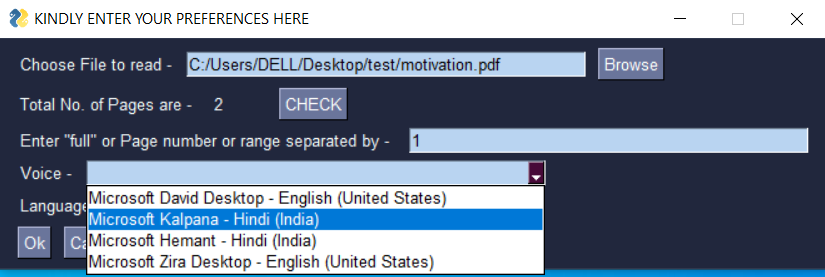 KINDLY ENTER YOUR PREFERENCES HERE
Choose File to read - C:/Users/DELL/Desktop/test/motivation.pdf Browse
Total No. of Pages are - 2 CHECK
Enter "full" or Page number or range separated by - 1
Voice -
Microsoft David Desktop - English (United States)
Language
Microsoft Kalpana - Hindi (India)
Microsoft Hemant - Hindi (India)
Ok Ca
Microsoft Zira Desktop - English (United States)